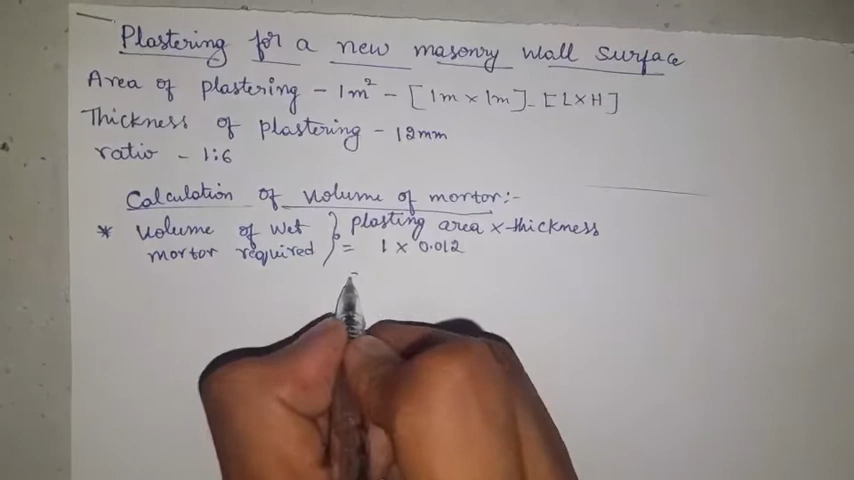 Plastering for a new masonry wall surface
Area of plastering - 1m² - [1m × 1m] - [L×H]
Thickness of plastering - 12mm
ratio - 1:6
Calculation of volume of mortor:-
* Volume of wet } plasting area × thickness
mortor required } = 1 × 0.012
=